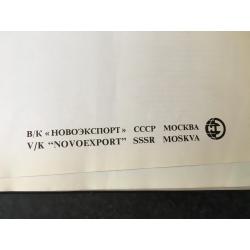 В/К «НОВОЭКСПОРТ» СССР МОСКВА
V/K “NOVOEXPORT” SSSR MOSKVA